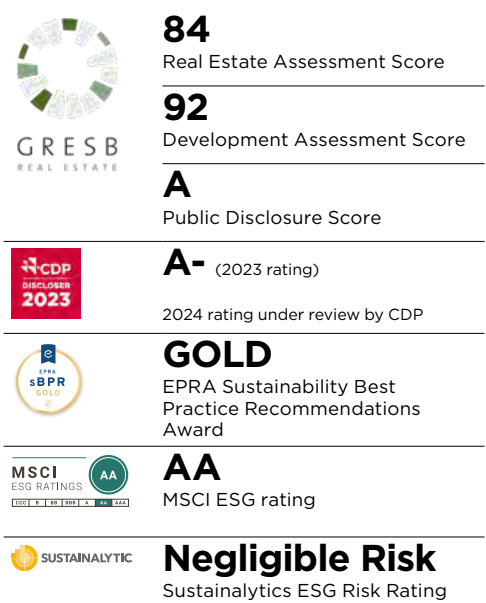 84
Real Estate Assessment Score
92
Development Assessment Score
GRESB
REAL ESTATE
A
Public Disclosure Score
CDP
DISCLOSER
2023
A- (2023 rating)
2024 rating under review by CDP
EPRA
sBPR
GOLD
GOLD
EPRA Sustainability Best
Practice Recommendations
Award
MSCI
ESG RATINGS
AA
CCC B BB BBB A AA AAA
AA
MSCI ESG rating
SUSTAINALYTIC
Negligible Risk
Sustainalytics ESG Risk Rating